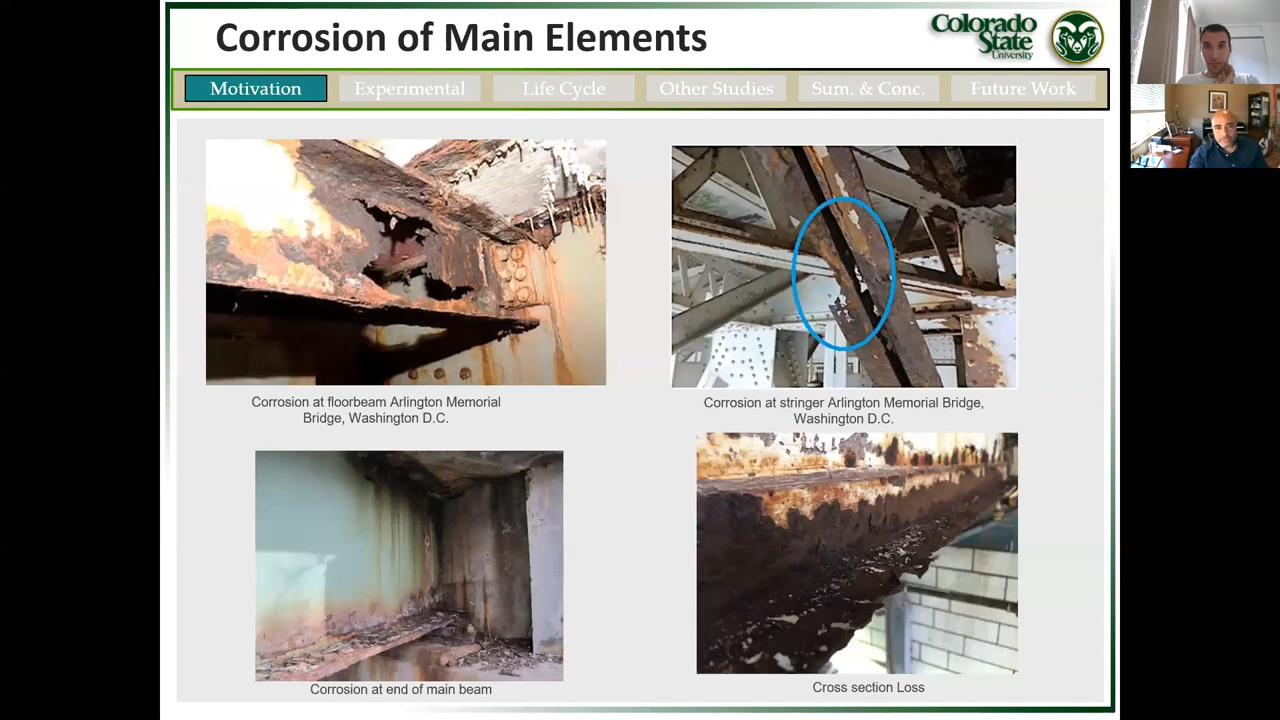 Corrosion of Main Elements
Colorado
State
University
Motivation
Experimental
Life Cycle
Other Studies
Sum. & Conc.
Future Work
Corrosion at floorbeam Arlington Memorial
Bridge, Washington D.C.
Corrosion at stringer Arlington Memorial Bridge,
Washington D.C.
Corrosion at end of main beam
Cross section Loss